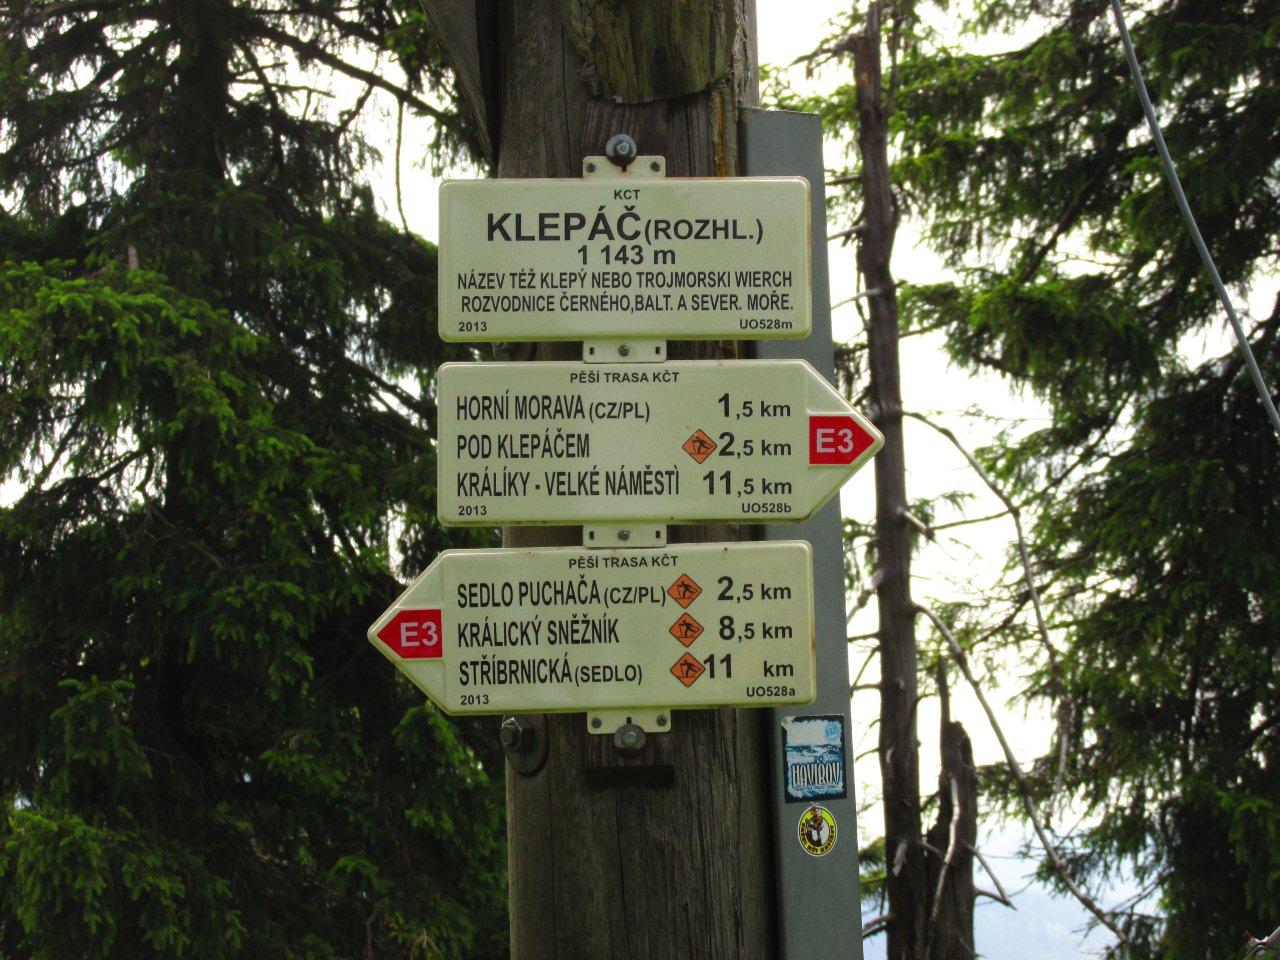 KČT
KLEPÁČ(ROZHL.)
1 143 m
NÁZEV TÉŽ KLEPÝ NEBO TROJMORSKI WIERCH
ROZVODNICE ČERNÉHO,BALT. A SEVER. MOŘE.
2013 UO528m
PĚŠÍ TRASA KČT
HORNÍ MORAVA(CZ/PL) 1,5 km
POD KLEPÁČEM 2,5 km
KRÁLÍKY - VELKÉ NÁMĚSTÌ 11,5 km
E3
2013 UO528b
PĚŠÍ TRASA KČT
SEDLO PUCHAČA(CZ/PL) 2,5 km
KRÁLICKÝ SNĚŽNÍK 8,5 km
STŘÍBRNICKÁ(SEDLO) 11 km
E3
2013 UO528a
HAVÍŘOV